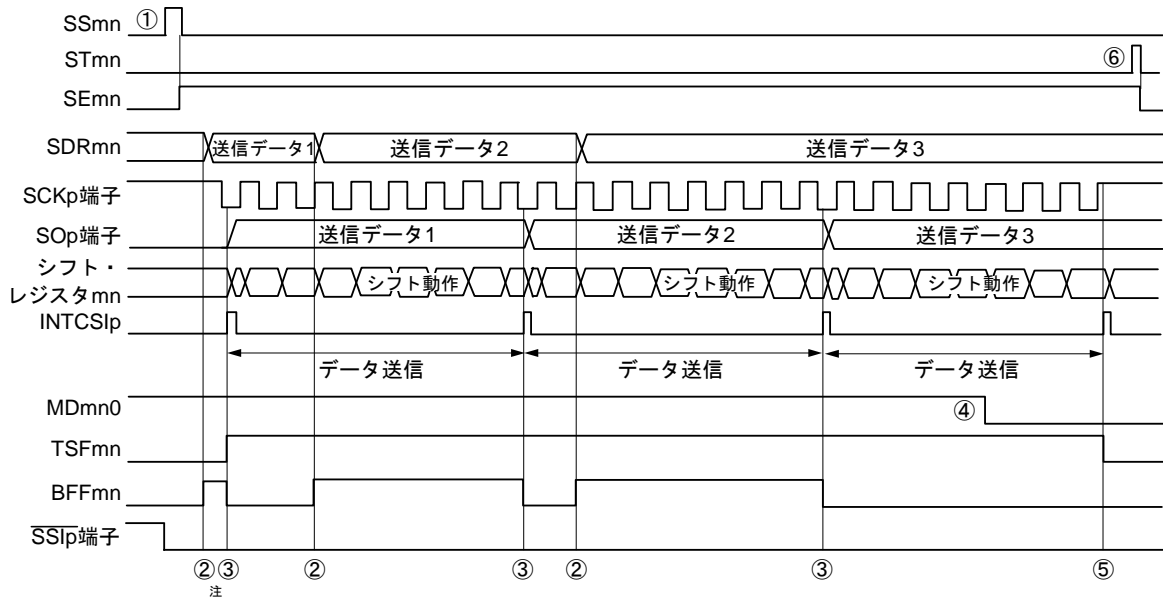 SSmn ①
STmn ⑥
SEmn
SDRmn 送信データ1 送信データ2 送信データ3
SCKp端子
SOp端子 送信データ1 送信データ2 送信データ3
シフト・
レジスタmn シフト動作 シフト動作 シフト動作
INTCSIp
データ送信 データ送信 データ送信
MDmn0 ④
TSFmn
BFFmn
SSIp端子
② ③ ② ③ ② ③ ⑤
注